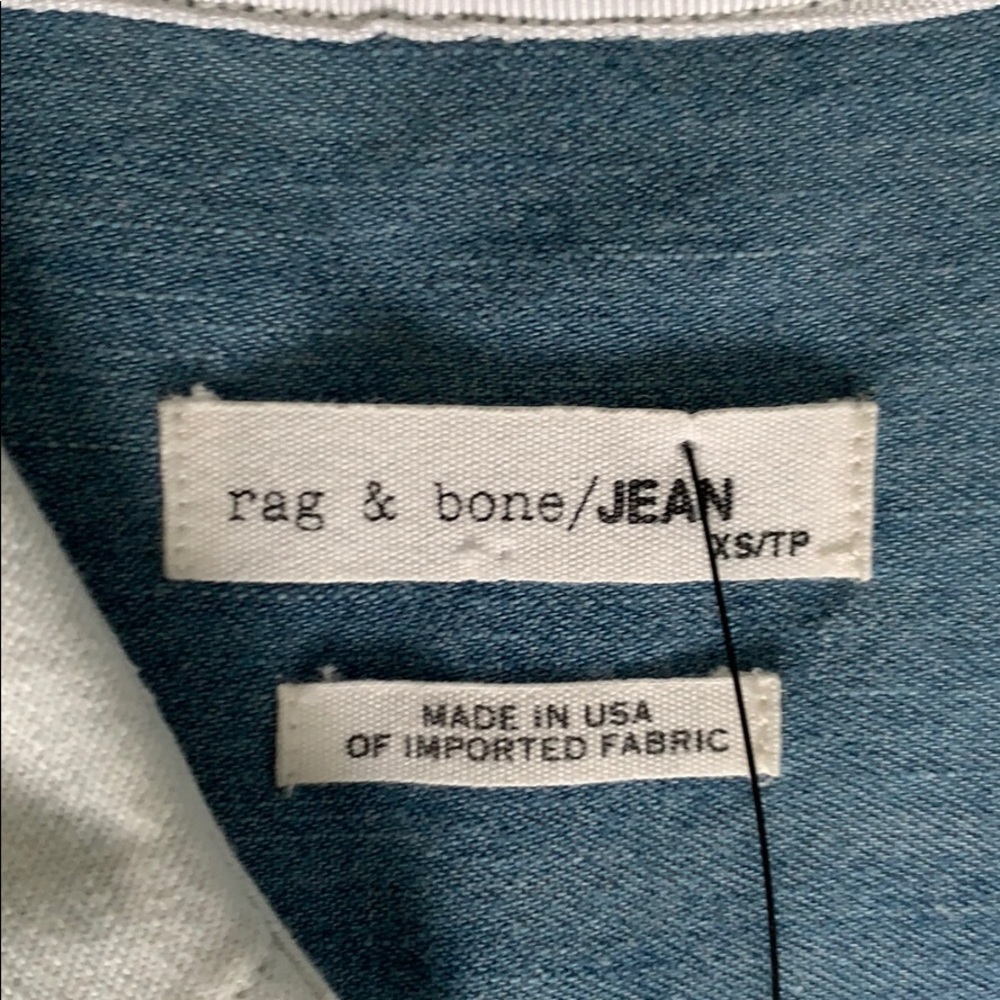 rag & bone/JEAN
XS/TP
MADE IN USA
OF IMPORTED FABRIC